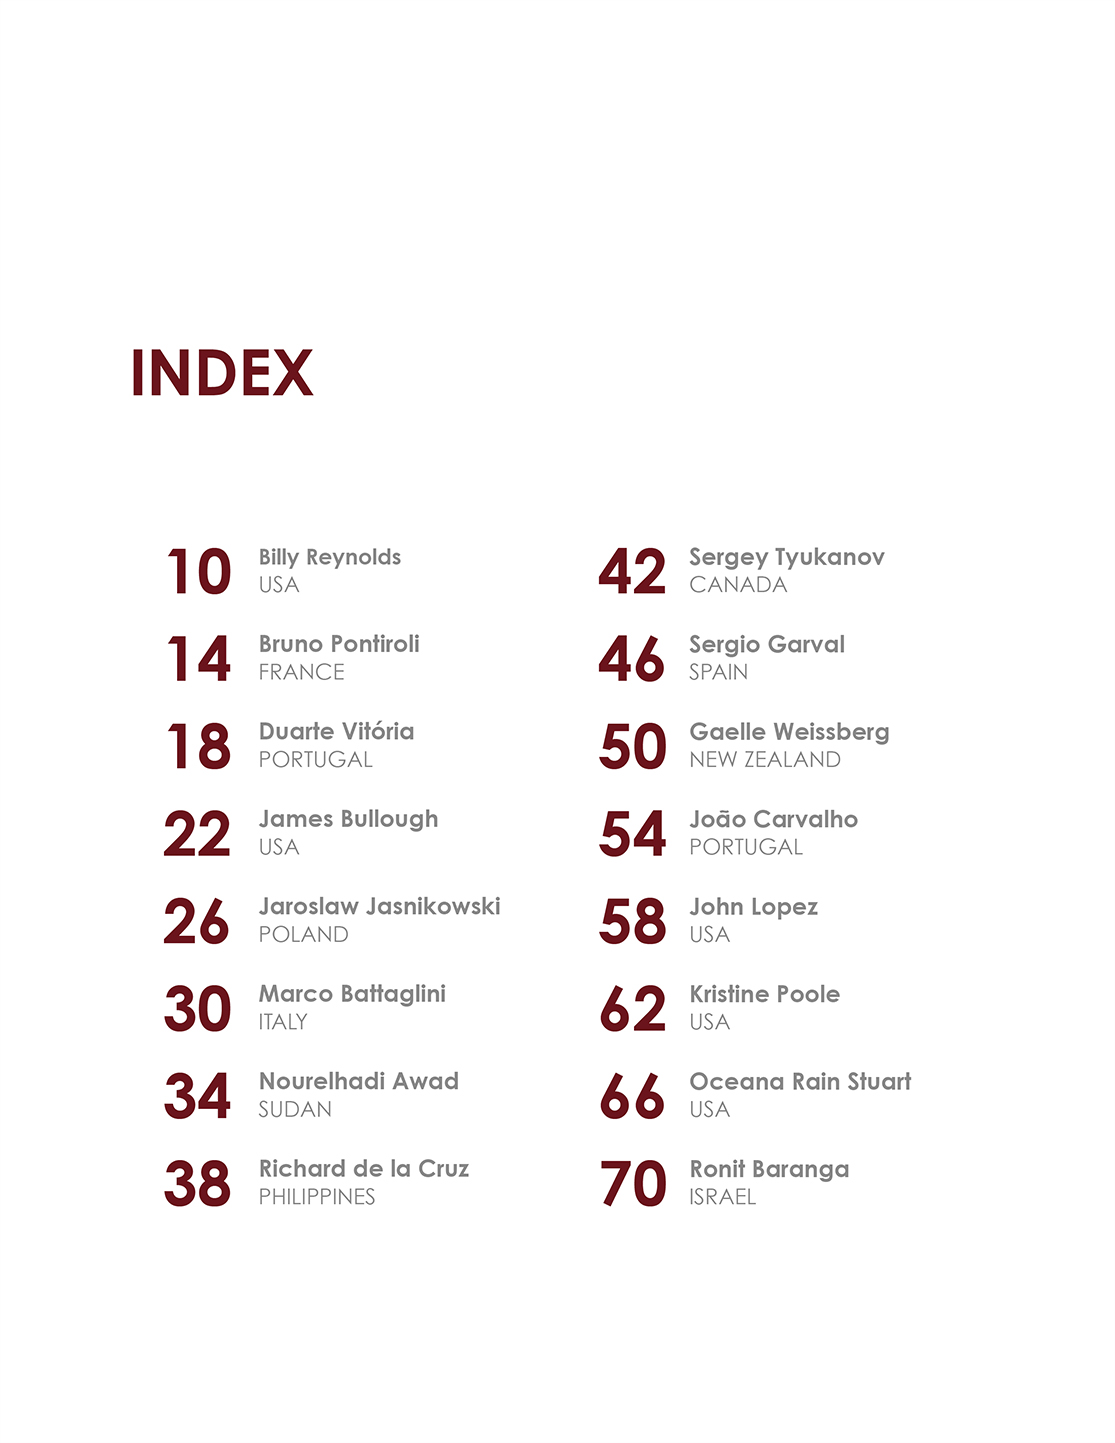 INDEX
10
Billy Reynolds
USA
14
Bruno Pontiroli
FRANCE
18
Duarte Vitória
PORTUGAL
22
James Bullough
USA
26
Jaroslaw Jasnikowski
POLAND
30
Marco Battaglini
ITALY
34
Nourelhadi Awad
SUDAN
38
Richard de la Cruz
PHILIPPINES
42
Sergey Tyukanov
CANADA
46
Sergio Garval
SPAIN
50
Gaelle Weissberg
NEW ZEALAND
54
João Carvalho
PORTUGAL
58
John Lopez
USA
62
Kristine Poole
USA
66
Oceana Rain Stuart
USA
70
Ronit Baranga
ISRAEL